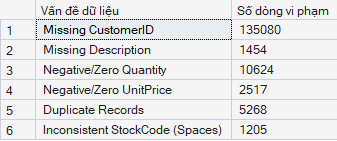 Vấn đề dữ liệu Số dòng vi phạm
1 Missing CustomerID 135080
2 Missing Description 1454
3 Negative/Zero Quantity 10624
4 Negative/Zero UnitPrice 2517
5 Duplicate Records 5268
6 Inconsistent StockCode (Spaces) 1205